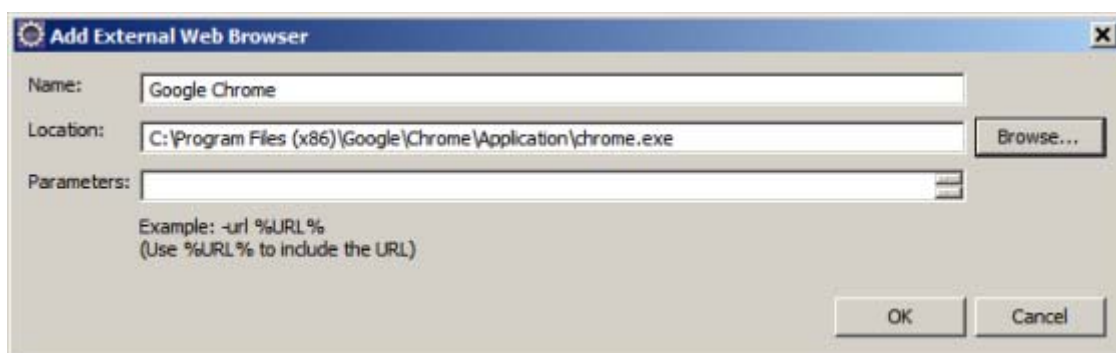 Add External Web Browser
Name: Google Chrome
Location: C:\Program Files (x86)\Google\Chrome\Application\chrome.exe Browse...
Parameters:
Example: -url %URL%
(Use %URL% to include the URL)
OK Cancel